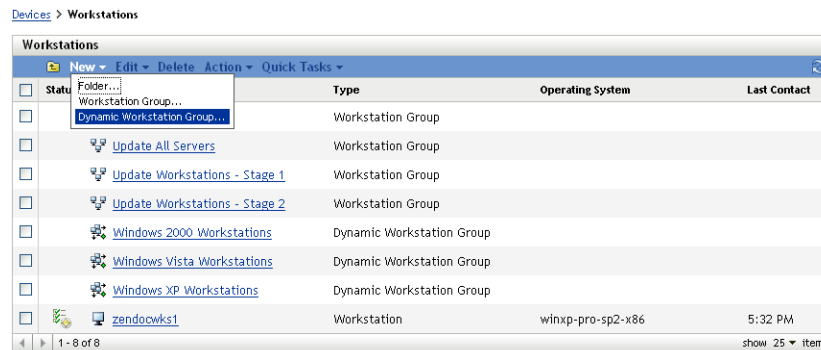 Devices > Workstations
Workstations
New Edit Delete Action Quick Tasks
Folder...
Workstation Group...
Dynamic Workstation Group...
Statu Type Operating System Last Contact
Workstation Group
Update All Servers Workstation Group
Update Workstations - Stage 1 Workstation Group
Update Workstations - Stage 2 Workstation Group
Windows 2000 Workstations Dynamic Workstation Group
Windows Vista Workstations Dynamic Workstation Group
Windows XP Workstations Dynamic Workstation Group
zendocwks1 Workstation winxp-pro-sp2-x86 5:32 PM
1 - 8 of 8 show 25 item